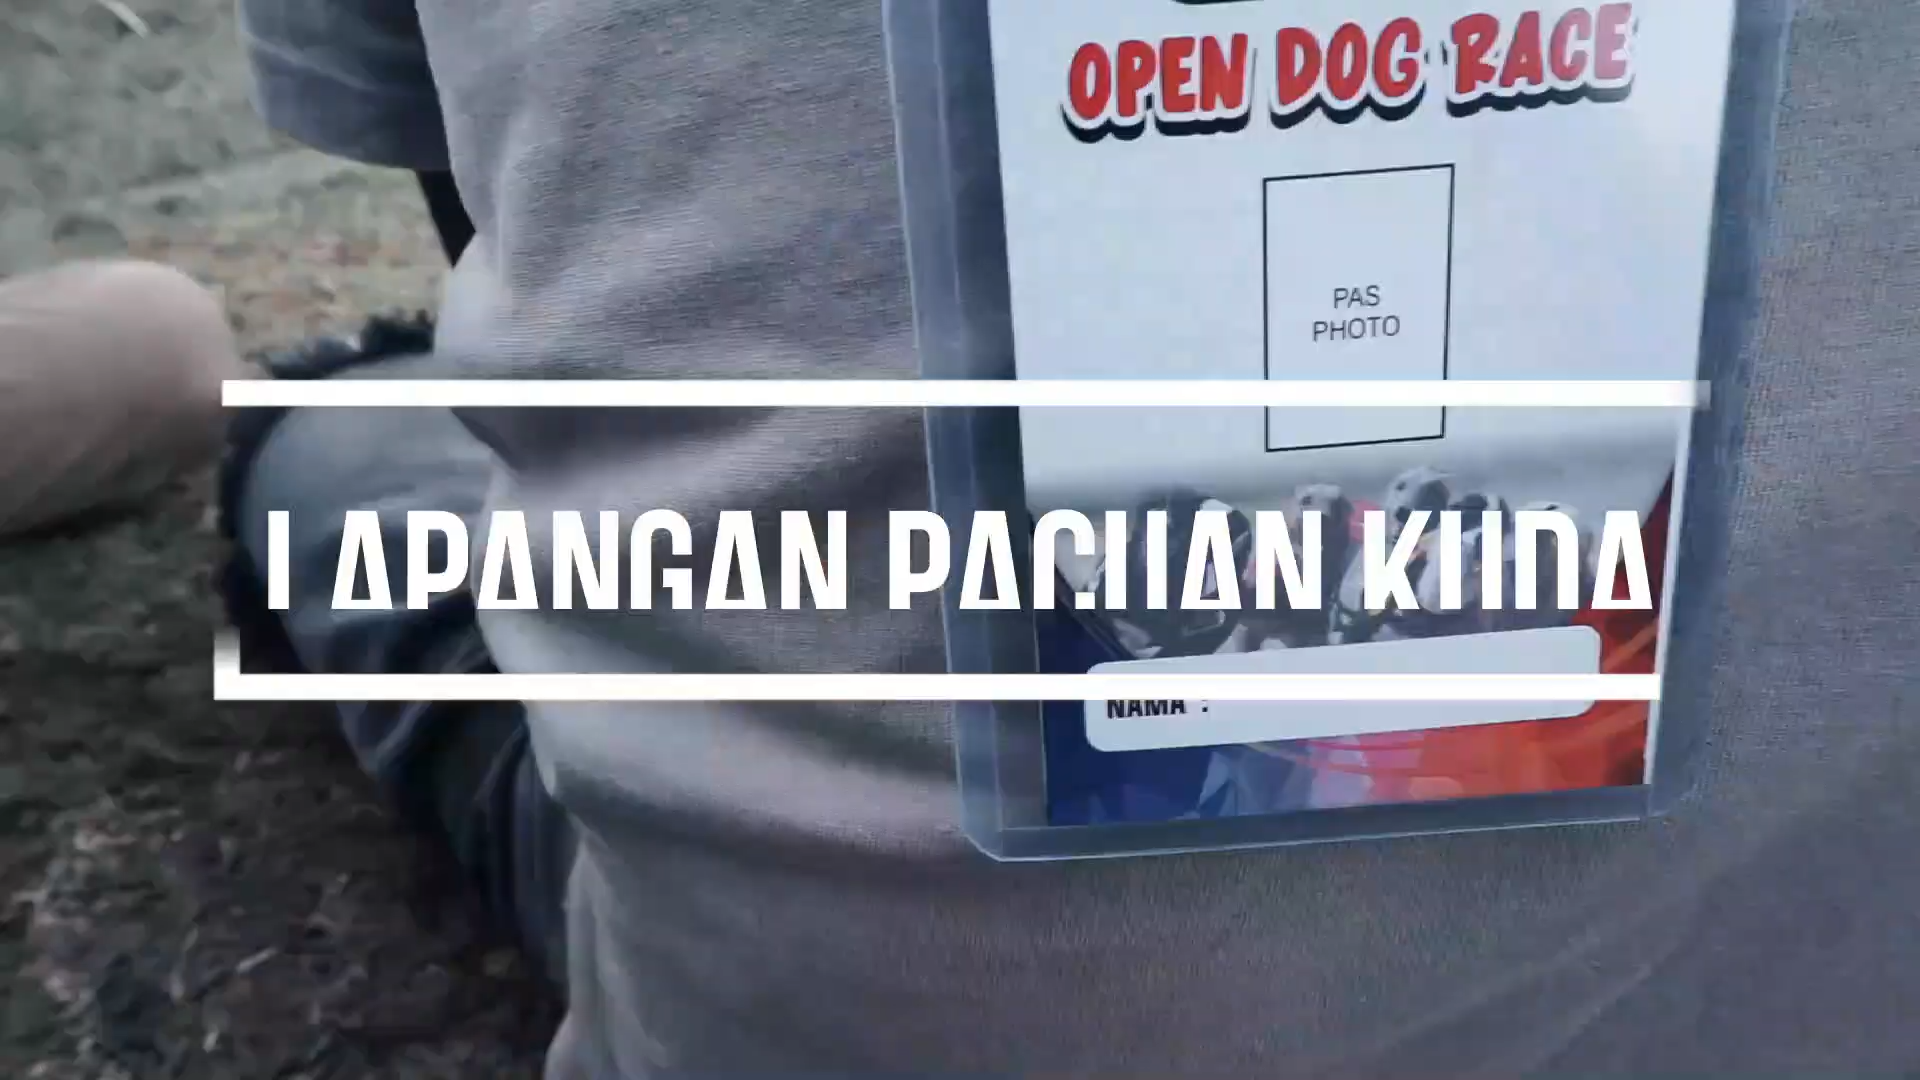 OPEN DOG RACE
PAS
PHOTO
LAPANGAN PACUAN KUDA
NAMA :